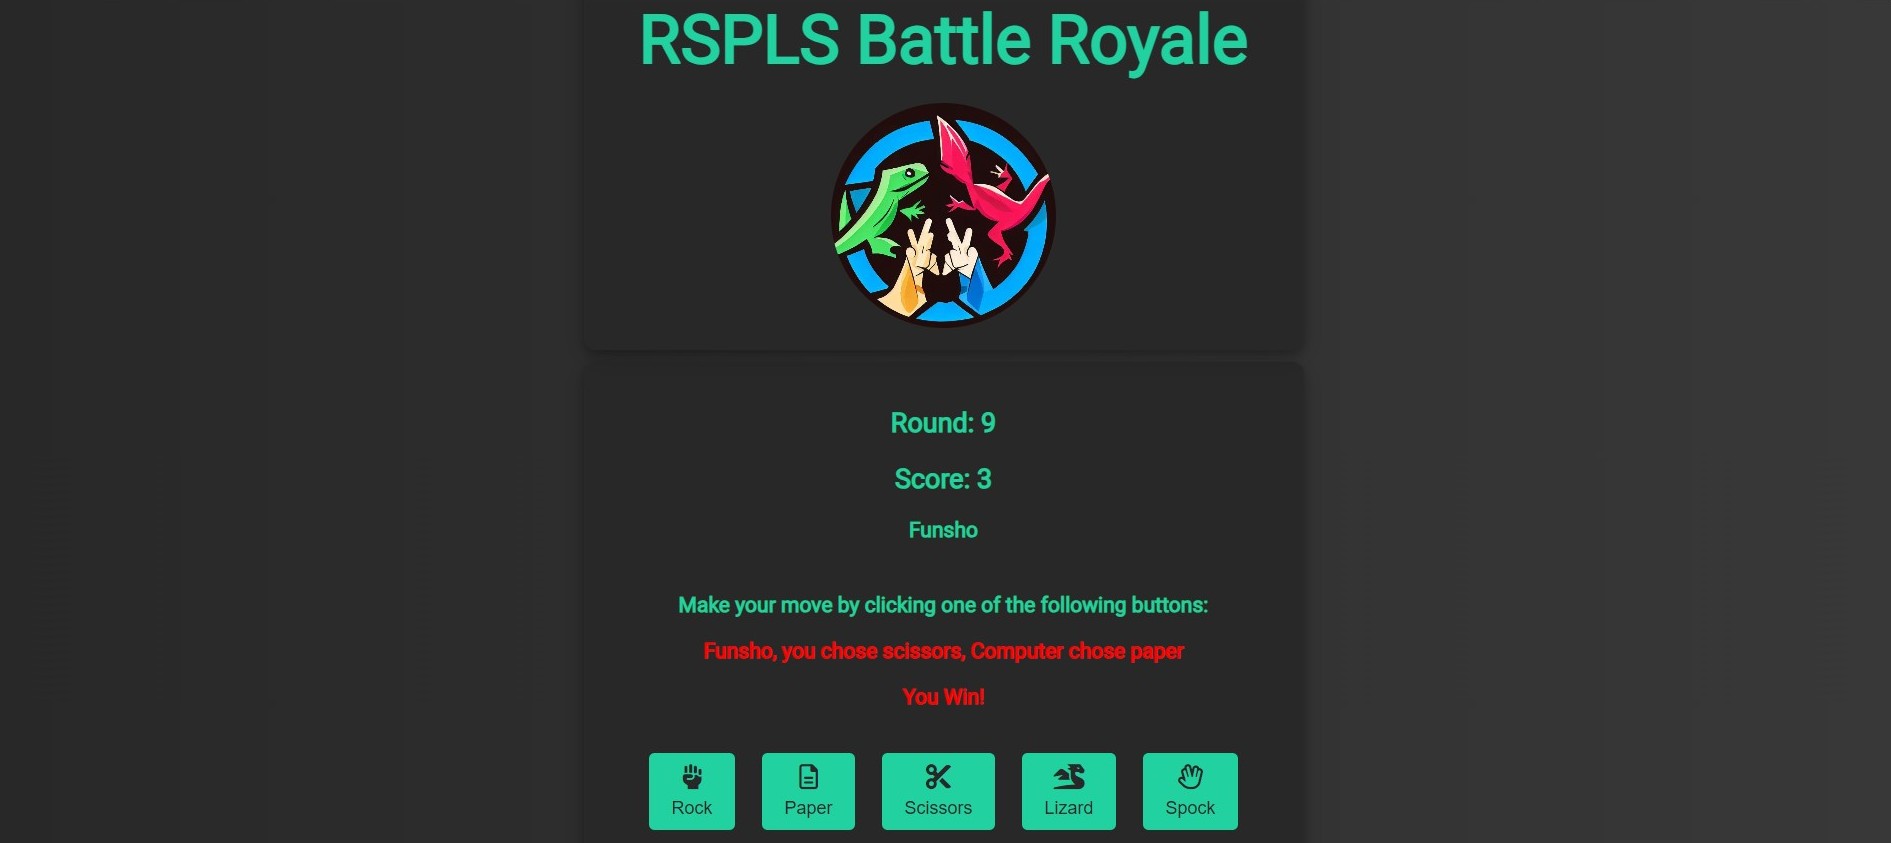 RSPLS Battle Royale
Round: 9
Score: 3
Funsho
Make your move by clicking one of the following buttons:
Funsho, you chose scissors, Computer chose paper
You Win!
Rock Paper Scissors Lizard Spock